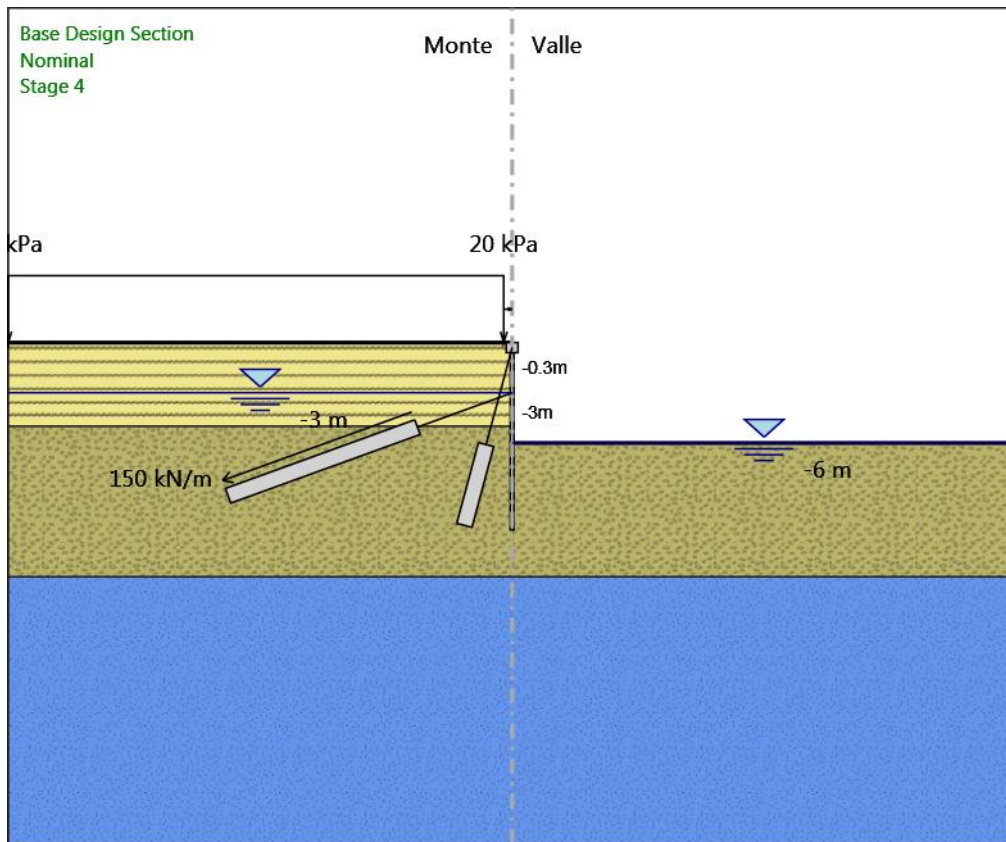 Base Design Section
Nominal
Stage 4
Monte
Valle
kPa
20 kPa
-0.3m
-3m
-3 m
150 kN/m
-6 m